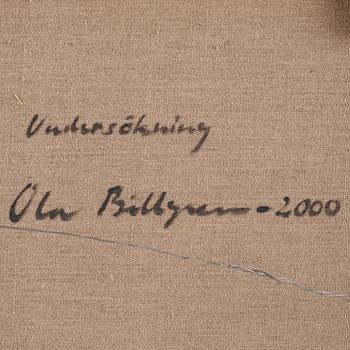 Undersökning
Ola Billgren - 2000